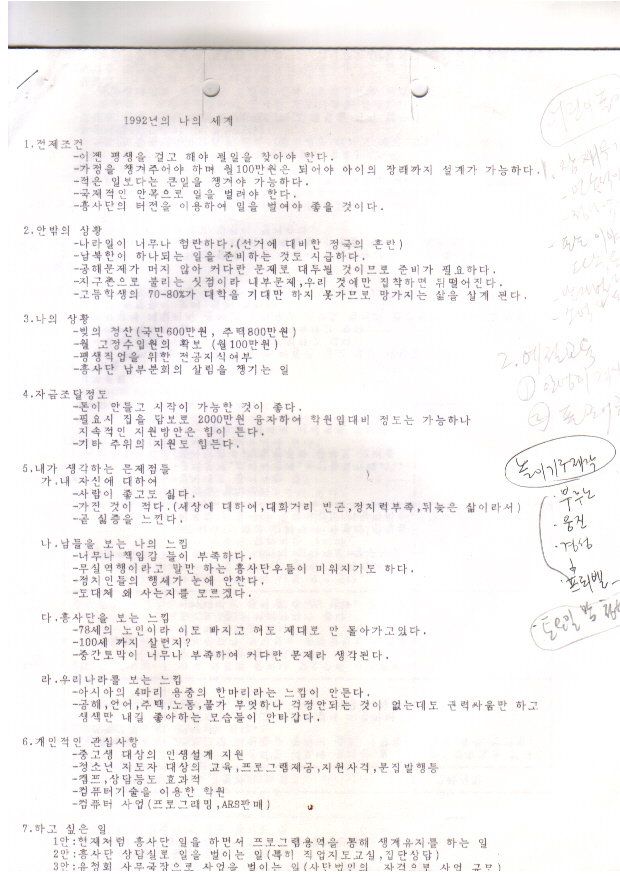 1992년의 나의 세계
1.전제조건
-이젠 평생을 걸고 해야 될일을 찾아야 한다.
-가정을 챙겨주어야 하며 월100만원은 되어야 아이의 장래까지 설계가 가능하다.
-적은 일보다는 큰일을 챙겨야 가능하다.
-국제적인 안목으로 일을 벌려야 한다.
-흥사단의 터전을 이용하여 일을 벌여야 좋을 것이다.
2.안밖의 상황
-나라일이 너무나 험란하다.(선거에 대비한 정국의 혼란)
-남북한이 하나되는 일을 준비하는 것도 시급하다.
-공해문제가 머지 않아 커다란 문제로 대두될 것이므로 준비가 필요하다.
-지구촌으로 불리는 싯점이라 내부문제,우리 것에만 집착하면 뒤떨어진다.
-고등학생의 70-80%가 대학을 기대만 하지 못가므로 망가지는 삶을 살게 된다.
3.나의 상황
-빚의 청산(국민600만원, 주택800만원)
-월 고정수입원의 확보 (월100만원)
-평생직업을 위한 전공지식여부
-흥사단 남부분회의 살림을 챙기는 일
4.자금조달정도
-돈이 안들고 시작이 가능한 것이 좋다.
-필요시 집을 담보로 2000만원 융자하여 학원임대비 정도는 가능하나
지속적인 지원방안은 힘이 든다.
-기타 주위의 지원도 힘든다.
5.내가 생각하는 문제점들
가.내 자신에 대하여
-사람이 좋고도 싫다.
-가진 것이 적다.(세상에 대하여,대화거리 빈곤,정치력부족,뒤늦은 삶이라서)
-곧 싫증을 느낀다.
나.남들을 보는 나의 느낌
-너무나 책임감 들이 부족하다.
-무실역행이라고 말만 하는 흥사단우들이 미워지기도 하다.
-정치인들의 행세가 눈에 안찬다.
-도대체 왜 사는지를 모르겠다.
다.흥사단을 보는 느낌
-78세의 노인이라 이도 빠지고 혀도 제대로 안 돌아가고있다.
-100세 까지 살런지?
-중간토막이 너무나 부족하여 커다란 문제라 생각된다.
라.우리나라를 보는 느낌
-아시아의 4마리 용중의 한마리라는 느낌이 안든다.
-공해,언어,주택,노동,물가 무엇하나 걱정안되는 것이 없는데도 권력싸움만 하고
생색만 내길 좋아하는 모습들이 안타깝다.
6.개인적인 관심사항
-중고생 대상의 인생설계 지원
-청소년 지도자 대상의 교육,프로그램제공,지원사격,문집발행등
-캠프,상담등도 효과적
-컴퓨터기술을 이용한 학원
-컴퓨터 사업(프로그래밍,ARS판매)
7.하고 싶은 일
1안:현재처럼 흥사단 일을 하면서 프로그램용역을 통해 생계유지를 하는 일
2안:흥사단 상담실로 일을 벌이는 일(특히 직업지도교실,집단상담)
3안:유정회 사무국장으로 사업을 벌이는 일(사단법인의 자격으로 사업 규모)
2.
①
②
놀이기구제작
·웅진